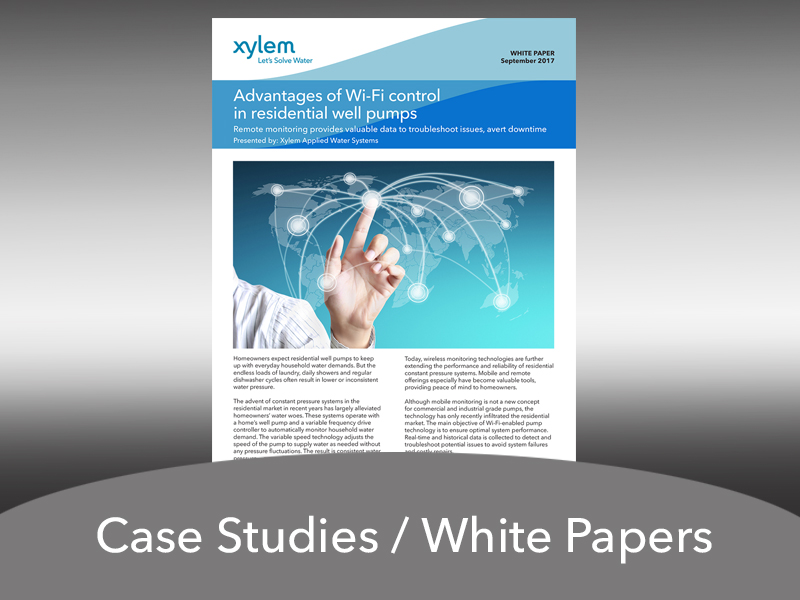 xylem
Let's Solve Water
WHITE PAPER
September 2017
Advantages of Wi-Fi control
in residential well pumps
Remote monitoring provides valuable data to troubleshoot issues, avert downtime
Presented by: Xylem Applied Water Systems
Homeowners expect residential well pumps to keep
up with everyday household water demands. But the
endless loads of laundry, daily showers and regular
dishwasher cycles often result in lower or inconsistent
water pressure.
The advent of constant pressure systems in the
residential market in recent years has largely alleviated
homeowners' water woes. These systems operate with
a home's well pump and a variable frequency drive
controller to automatically monitor household water
demand. The variable speed technology adjusts the
speed of the pump to supply water as needed without
any pressure fluctuations. The result is consistent water
Today, wireless monitoring technologies are further
extending the performance and reliability of residential
constant pressure systems. Mobile and remote
offerings especially have become valuable tools,
providing peace of mind to homeowners.
Although mobile monitoring is not a new concept
for commercial and industrial grade pumps, the
technology has only recently infiltrated the residential
market. The main objective of Wi-Fi-enabled pump
technology is to ensure optimal system performance.
Real-time and historical data is collected to detect and
troubleshoot potential issues to avoid system failures
and costly repairs.
Case Studies / White Papers